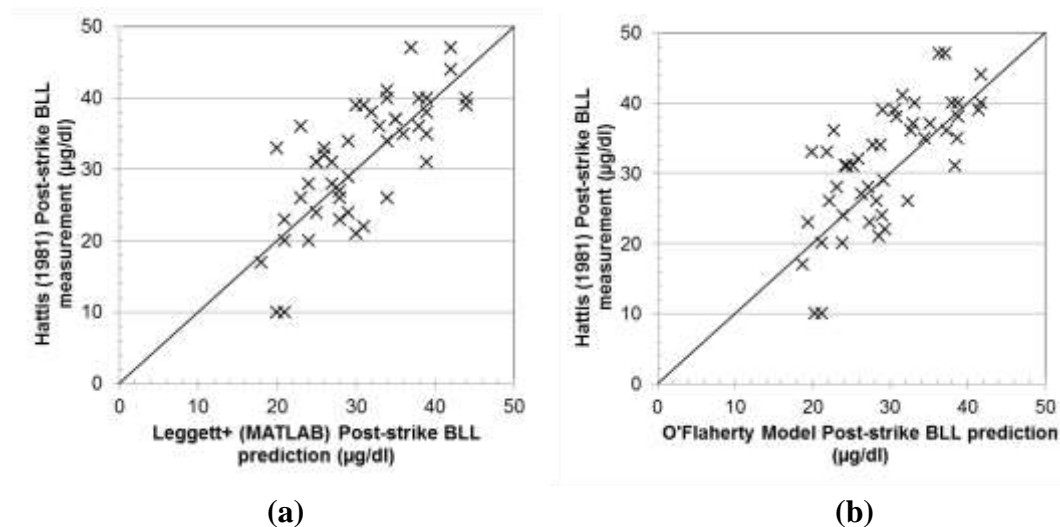 50
40
30
20
10
0
Hattis (1981) Post-strike BLL
measurement (µg/dl)
0 10 20 30 40 50
Leggett+ (MATLAB) Post-strike BLL
prediction (µg/dl)
(a)
50
40
30
20
10
0
Hattis (1981) Post-strike BLL
measurement (µg/dl)
0 10 20 30 40 50
O'Flaherty Model Post-strike BLL prediction
(µg/dl)
(b)